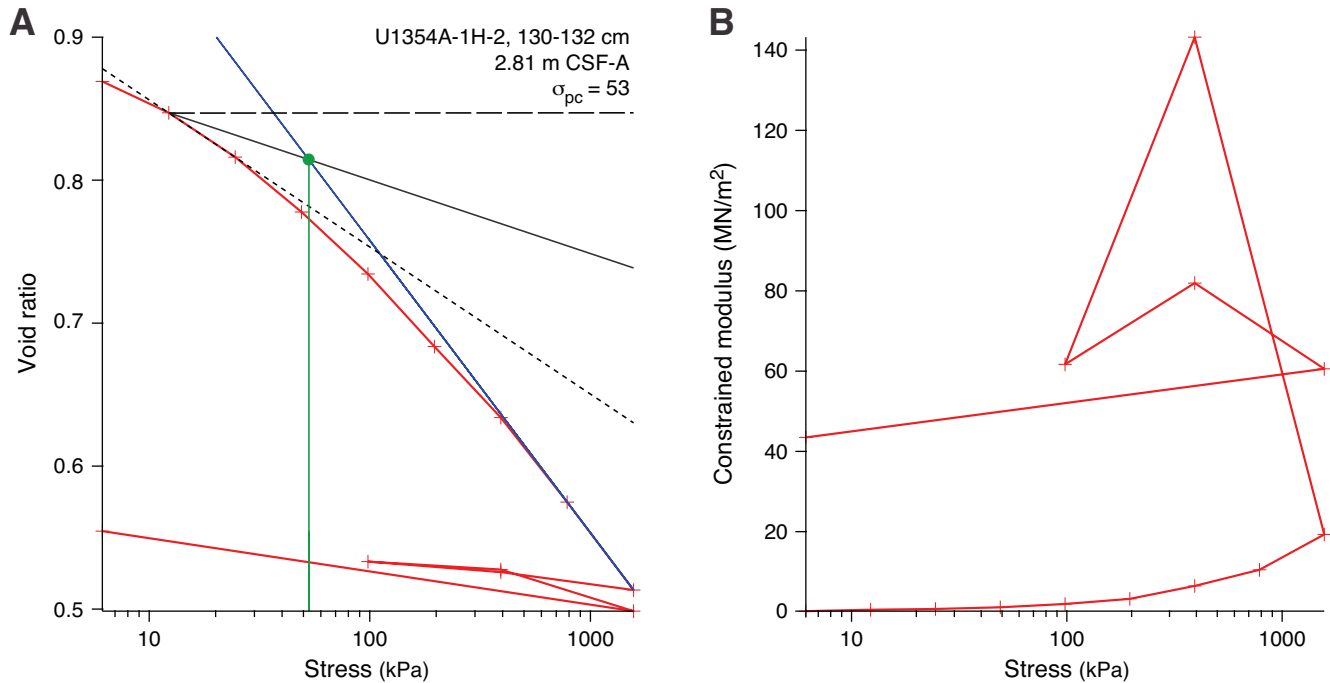 A
U1354A-1H-2, 130-132 cm
2.81 m CSF-A
σpc = 53
0.9
0.8
0.7
0.6
0.5
Void ratio
10
100
1000
Stress (kPa)
B
140
120
100
80
60
40
20
0
Constrained modulus (MN/m²)
10
100
1000
Stress (kPa)